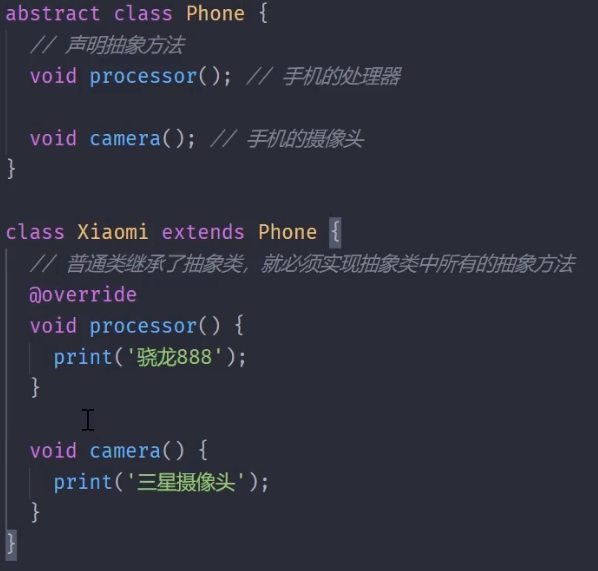 abstract class Phone {
// 声明抽象方法
void processor(); // 手机的处理器
void camera(); // 手机的摄像头
}
class Xiaomi extends Phone {
// 普通类继承了抽象类，就必须实现抽象类中所有的抽象方法
@override
void processor() {
print('骁龙888');
}
void camera() {
print('三星摄像头');
}
}